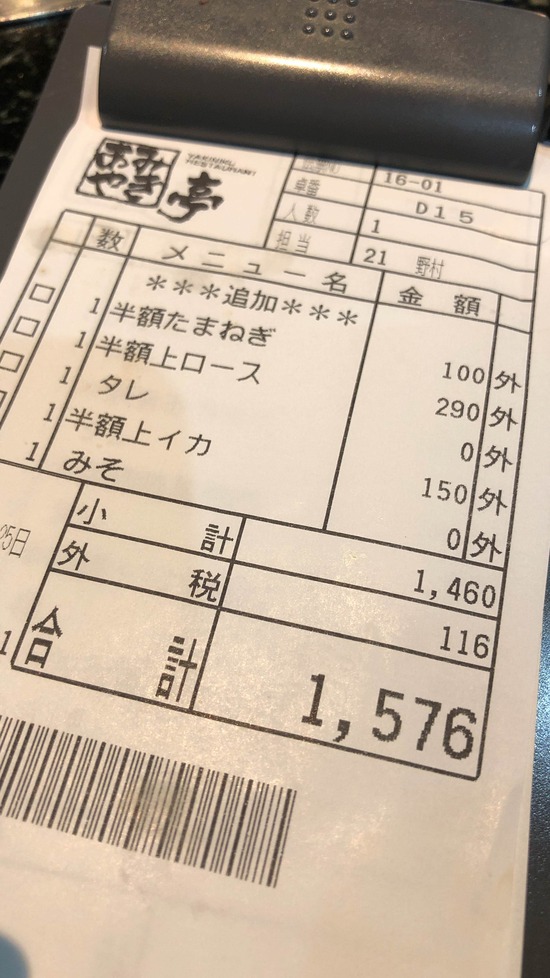 あみやき亭
YAKINIKU RESTAURANT
16-01
卓番 D15
人数 1
担当 21 野村
数 メニュー名 金額
***追加***
1 半額たまねぎ 100 外
1 半額上ロース 290 外
1 タレ 0 外
1 半額上イカ 150 外
1 みそ 0 外
小計 1,460
25日
外税 116
合計 1,576
1